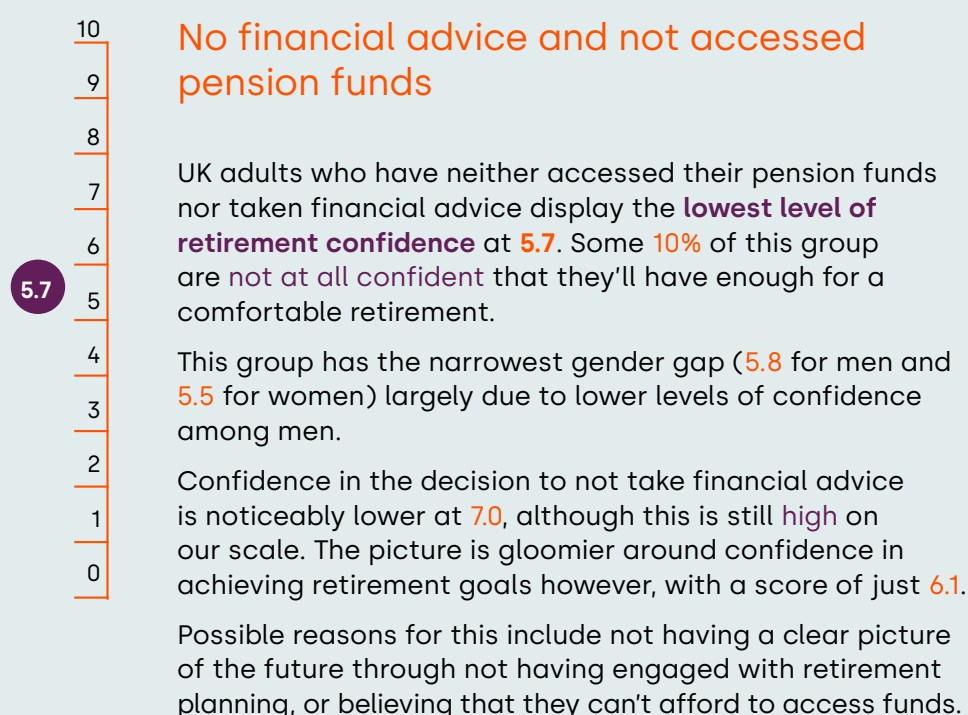 10
9
8
7
6
5.7
5
4
3
2
1
0
No financial advice and not accessed
pension funds
UK adults who have neither accessed their pension funds
nor taken financial advice display the lowest level of
retirement confidence at 5.7. Some 10% of this group
are not at all confident that they'll have enough for a
comfortable retirement.
This group has the narrowest gender gap (5.8 for men and
5.5 for women) largely due to lower levels of confidence
among men.
Confidence in the decision to not take financial advice
is noticeably lower at 7.0, although this is still high on
our scale. The picture is gloomier around confidence in
achieving retirement goals however, with a score of just 6.1.
Possible reasons for this include not having a clear picture
of the future through not having engaged with retirement
planning, or believing that they can't afford to access funds.